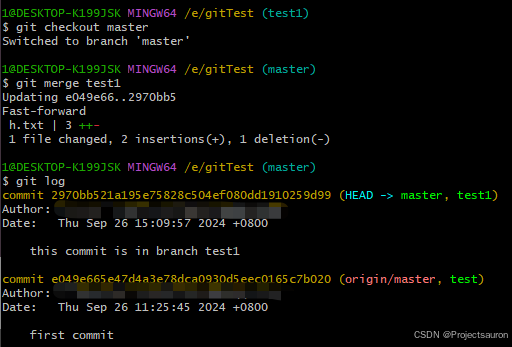 1@DESKTOP-K199JSK MINGW64 /e/gitTest (test1)
$ git checkout master
Switched to branch 'master'
1@DESKTOP-K199JSK MINGW64 /e/gitTest (master)
$ git merge test1
Updating e049e66..2970bb5
Fast-forward
h.txt | 3 ++-
1 file changed, 2 insertions(+), 1 deletion(-)
1@DESKTOP-K199JSK MINGW64 /e/gitTest (master)
$ git log
commit 2970bb521a195e75828c504ef080dd1910259d99 (HEAD -> master, test1)
Author:
Date:   Thu Sep 26 15:09:57 2024 +0800
this commit is in branch test1
commit e049e665e47d4a3e78dca0930d5eec0165c7b020 (origin/master, test)
Author:
Date:   Thu Sep 26 11:25:45 2024 +0800
first commit
CSDN @Projectsauron